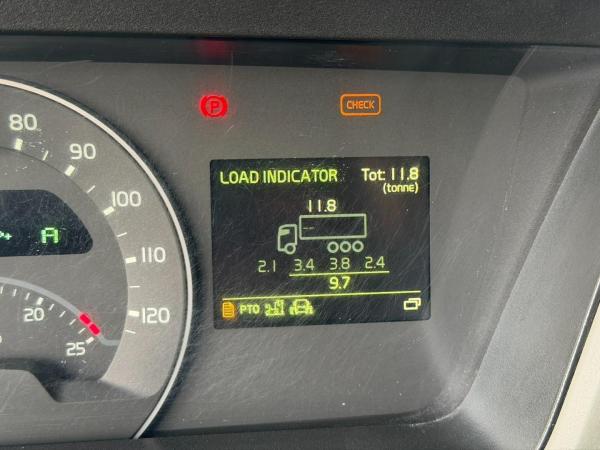 80
90
100
110
120
A
20
25
P
CHECK
LOAD INDICATOR Tot: 11.8
(tonne)
11.8
2.1 3.4 3.8 2.4
9.7
PTO